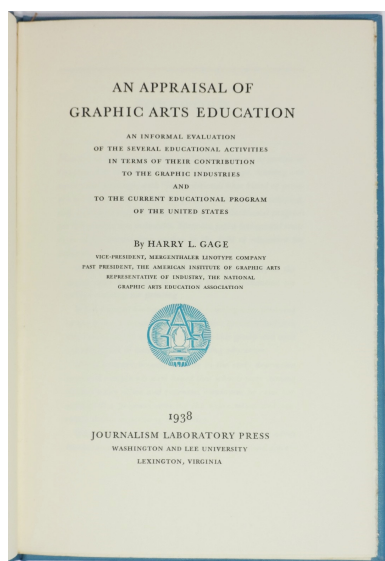 AN APPRAISAL OF
GRAPHIC ARTS EDUCATION
AN INFORMAL EVALUATION
OF THE SEVERAL EDUCATIONAL ACTIVITIES
IN TERMS OF THEIR CONTRIBUTION
TO THE GRAPHIC INDUSTRIES
AND
TO THE CURRENT EDUCATIONAL PROGRAM
OF THE UNITED STATES
By HARRY L. GAGE
VICE-PRESIDENT, MERGENTHALER LINOTYPE COMPANY
PAST PRESIDENT, THE AMERICAN INSTITUTE OF GRAPHIC ARTS
REPRESENTATIVE OF INDUSTRY, THE NATIONAL
GRAPHIC ARTS EDUCATION ASSOCIATION
1938
JOURNALISM LABORATORY PRESS
WASHINGTON AND LEE UNIVERSITY
LEXINGTON, VIRGINIA